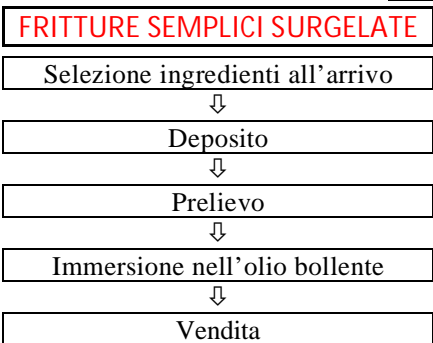 FRITTURE SEMPLICI SURGELATE
Selezione ingredienti all’arrivo
⇩
Deposito
⇩
Prelievo
⇩
Immersione nell’olio bollente
⇩
Vendita